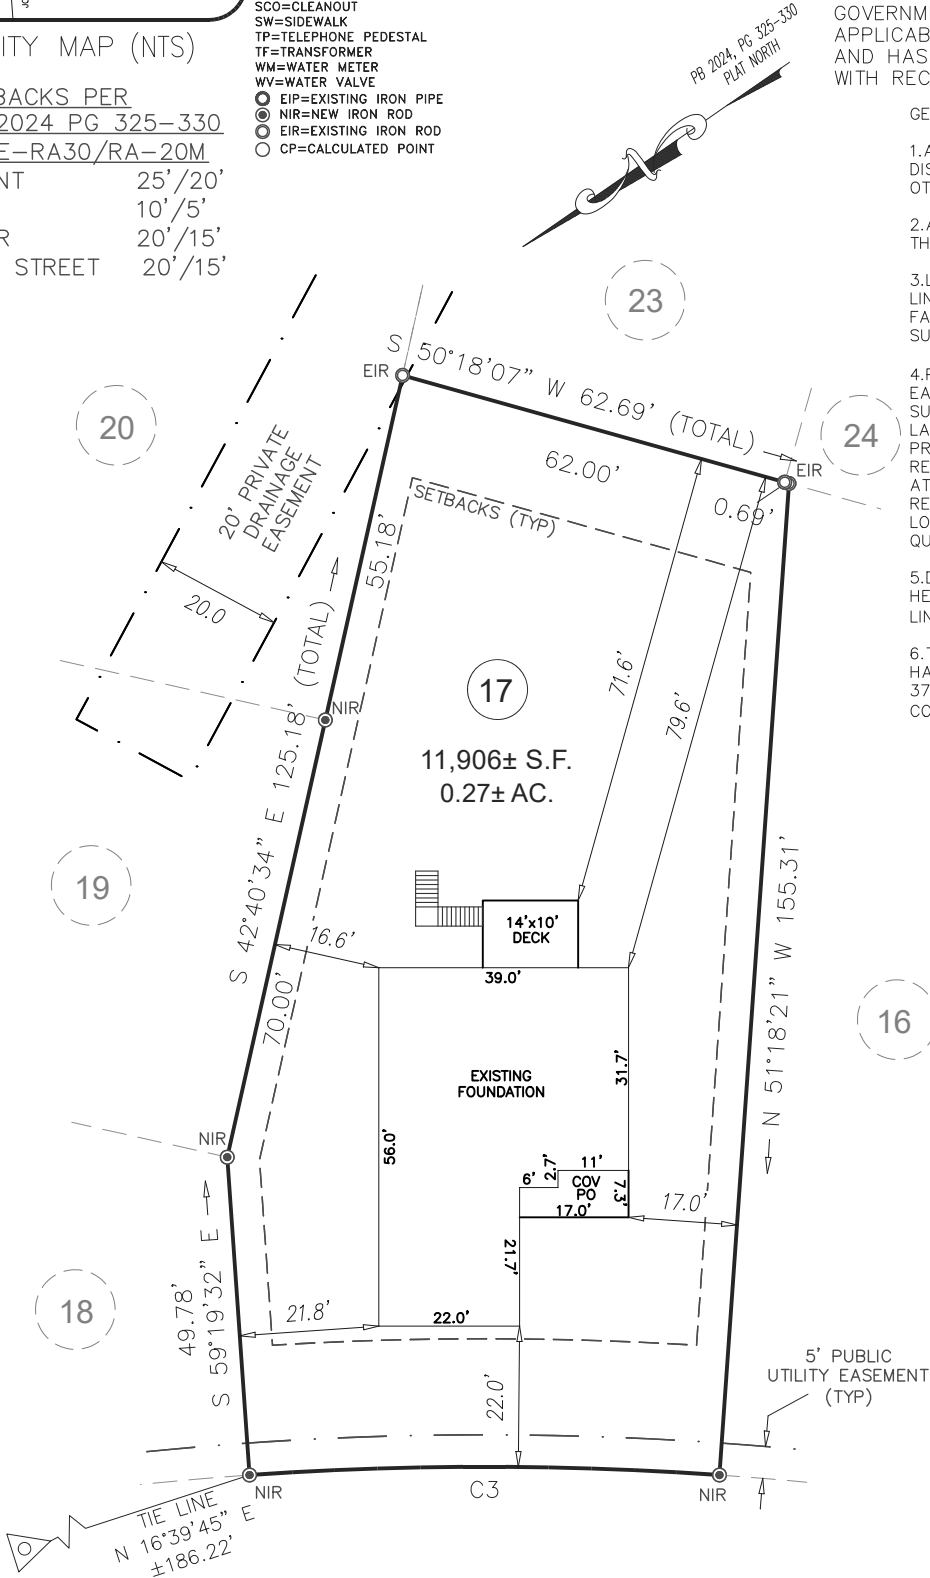 SCO=CLEANOUT
SW=SIDEWALK
TP=TELEPHONE PEDESTAL
TF=TRANSFORMER
WM=WATER METER
WV=WATER VALVE
EIP=EXISTING IRON PIPE
NIR=NEW IRON ROD
EIR=EXISTING IRON ROD
CP=CALCULATED POINT
ITY MAP (NTS)
BACKS PER
2024 PG 325-330
E-RA30/RA-20M
NT 25'/20'
10'/5'
R 20'/15'
STREET 20'/15'
PB 2024, PG 325-330
PLAT NORTH
GOVERNM
APPLICAB
AND HAS
WITH REC
GE
1.A
DIS
OT
2.A
TH
3.L
LIN
FA
SU
4.F
EA
SU
LA
PR
RE
AT
RE
LO
QU
5.D
HE
LIN
6.T
HA
37
CO
23
20
24
EIR
S 50°18'07" W 62.69' (TOTAL)
EIR
62.00'
0.69'
SETBACKS (TYP)
20' PRIVATE
DRAINAGE
EASEMENT
20.0
55.18'
S 42°40'34" E 125.18' (TOTAL)
NIR
71.6'
79.6'
17
11,906± S.F.
0.27± AC.
19
16.6'
70.00'
14'x10'
DECK
39.0'
N 51°18'21" W 155.31'
16
EXISTING
FOUNDATION
31.7'
56.0'
NIR
6'
2.7'
11'
COV
PO
7.3'
17.0'
17.0'
21.7'
18
49.78'
S 59°19'32" E
21.8'
22.0'
22.0'
5' PUBLIC
UTILITY EASEMENT
(TYP)
NIR
C3
NIR
TIE LINE
N 16°39'45" E
±186.22'